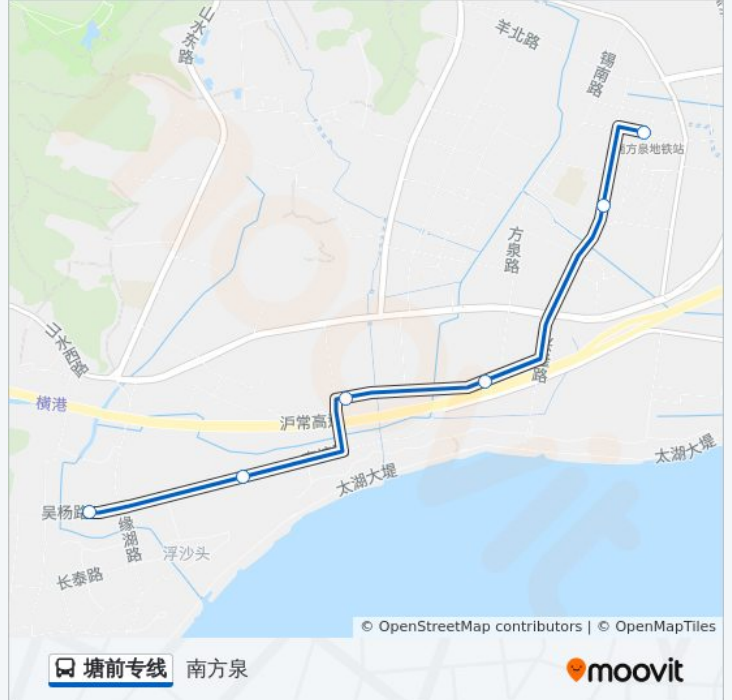 山水东路
羊北路
锡南路
方泉地铁站
方泉路
山水西路
横港
沪常高速
路
太湖大堤
太湖大堤
吴杨路
缘湖路
浮沙头
长泰路
© OpenStreetMap contributors | © OpenMapTiles
塘前专线 南方泉
moovit